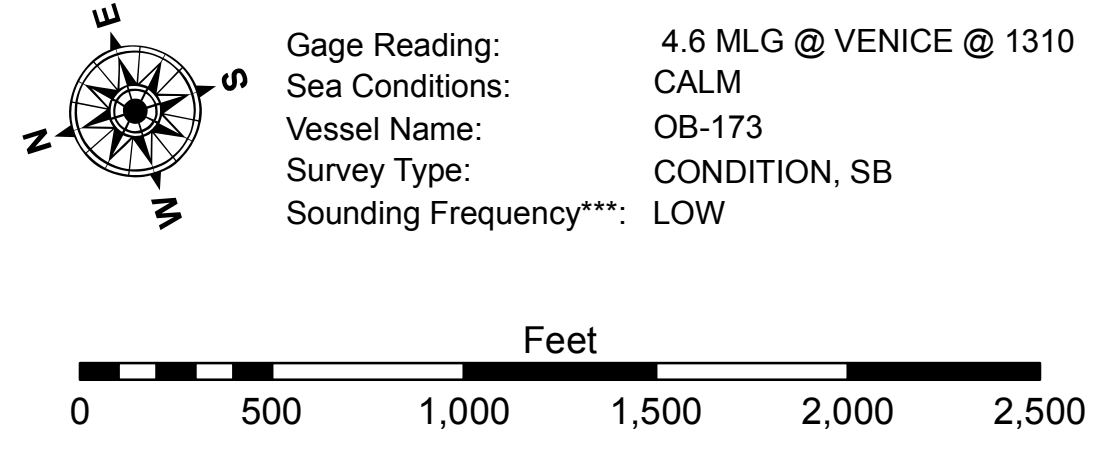 E
S
N
W
Gage Reading: 4.6 MLG @ VENICE @ 1310
Sea Conditions: CALM
Vessel Name: OB-173
Survey Type: CONDITION, SB
Sounding Frequency***: LOW
Feet
0 500 1,000 1,500 2,000 2,500